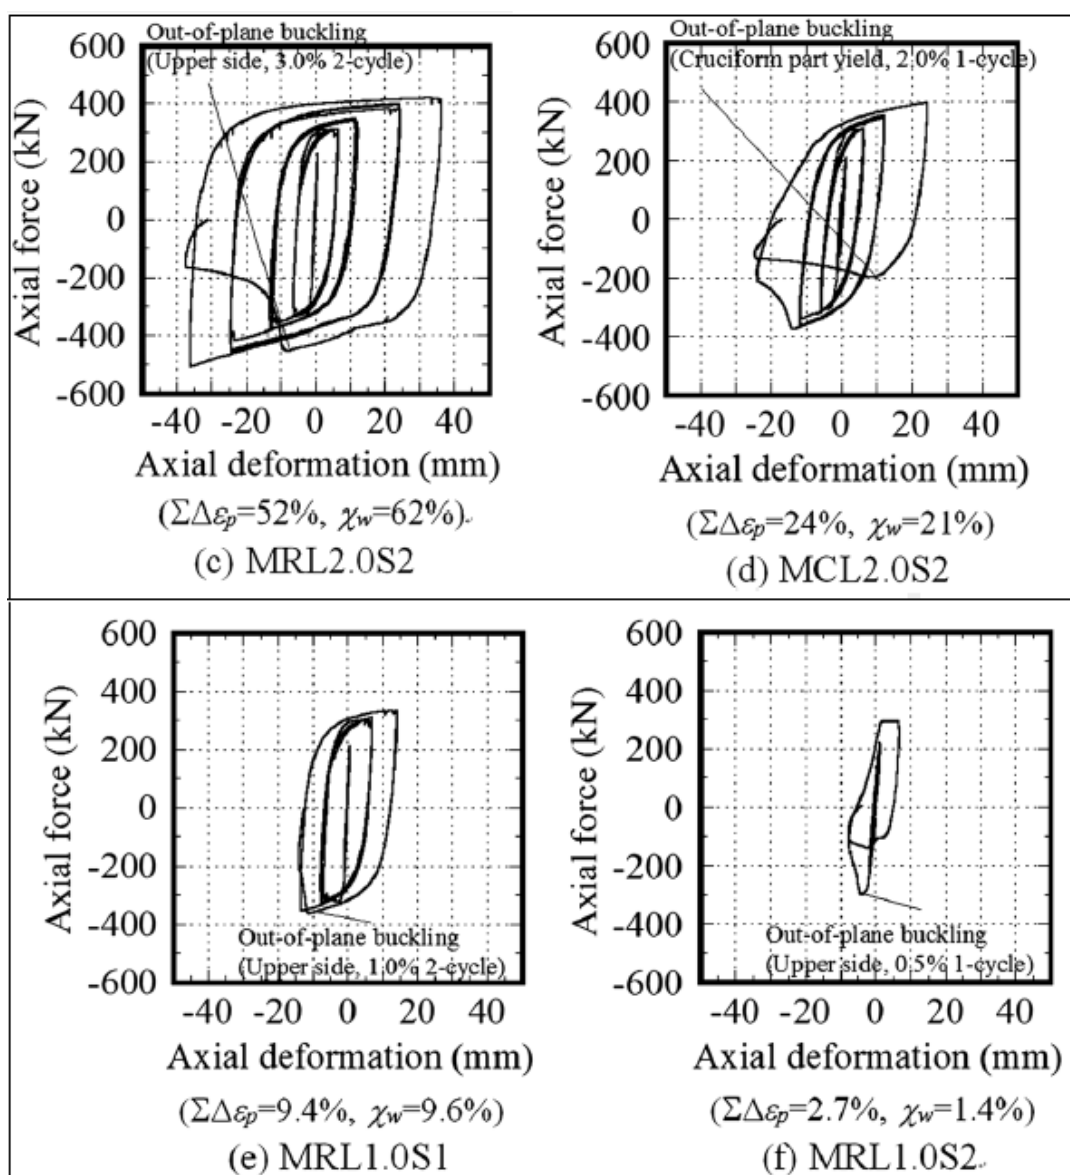 Out-of-plane buckling
(Upper side, 3.0% 2-cycle)
600
400
200
0
-200
-400
-600
Axial force (kN)
-40 -20 0 20 40
Axial deformation (mm)
(ΣΔεp=52%, χw=62%)
(c) MRL2.0S2
Out-of-plane buckling
(Cruciform part yield, 2.0% 1-cycle)
600
400
200
0
-200
-400
-600
Axial force (kN)
-40 -20 0 20 40
Axial deformation (mm)
(ΣΔεp=24%, χw=21%)
(d) MCL2.0S2
600
400
200
0
-200
-400
-600
Axial force (kN)
Out-of-plane buckling
(Upper side, 1.0% 2-cycle)
-40 -20 0 20 40
Axial deformation (mm)
(ΣΔεp=9.4%, χw=9.6%)
(e) MRL1.0S1
600
400
200
0
-200
-400
-600
Axial force (kN)
Out-of-plane buckling
(Upper side, 0.5% 1-cycle)
-40 -20 0 20 40
Axial deformation (mm)
(ΣΔεp=2.7%, χw=1.4%)
(f) MRL1.0S2